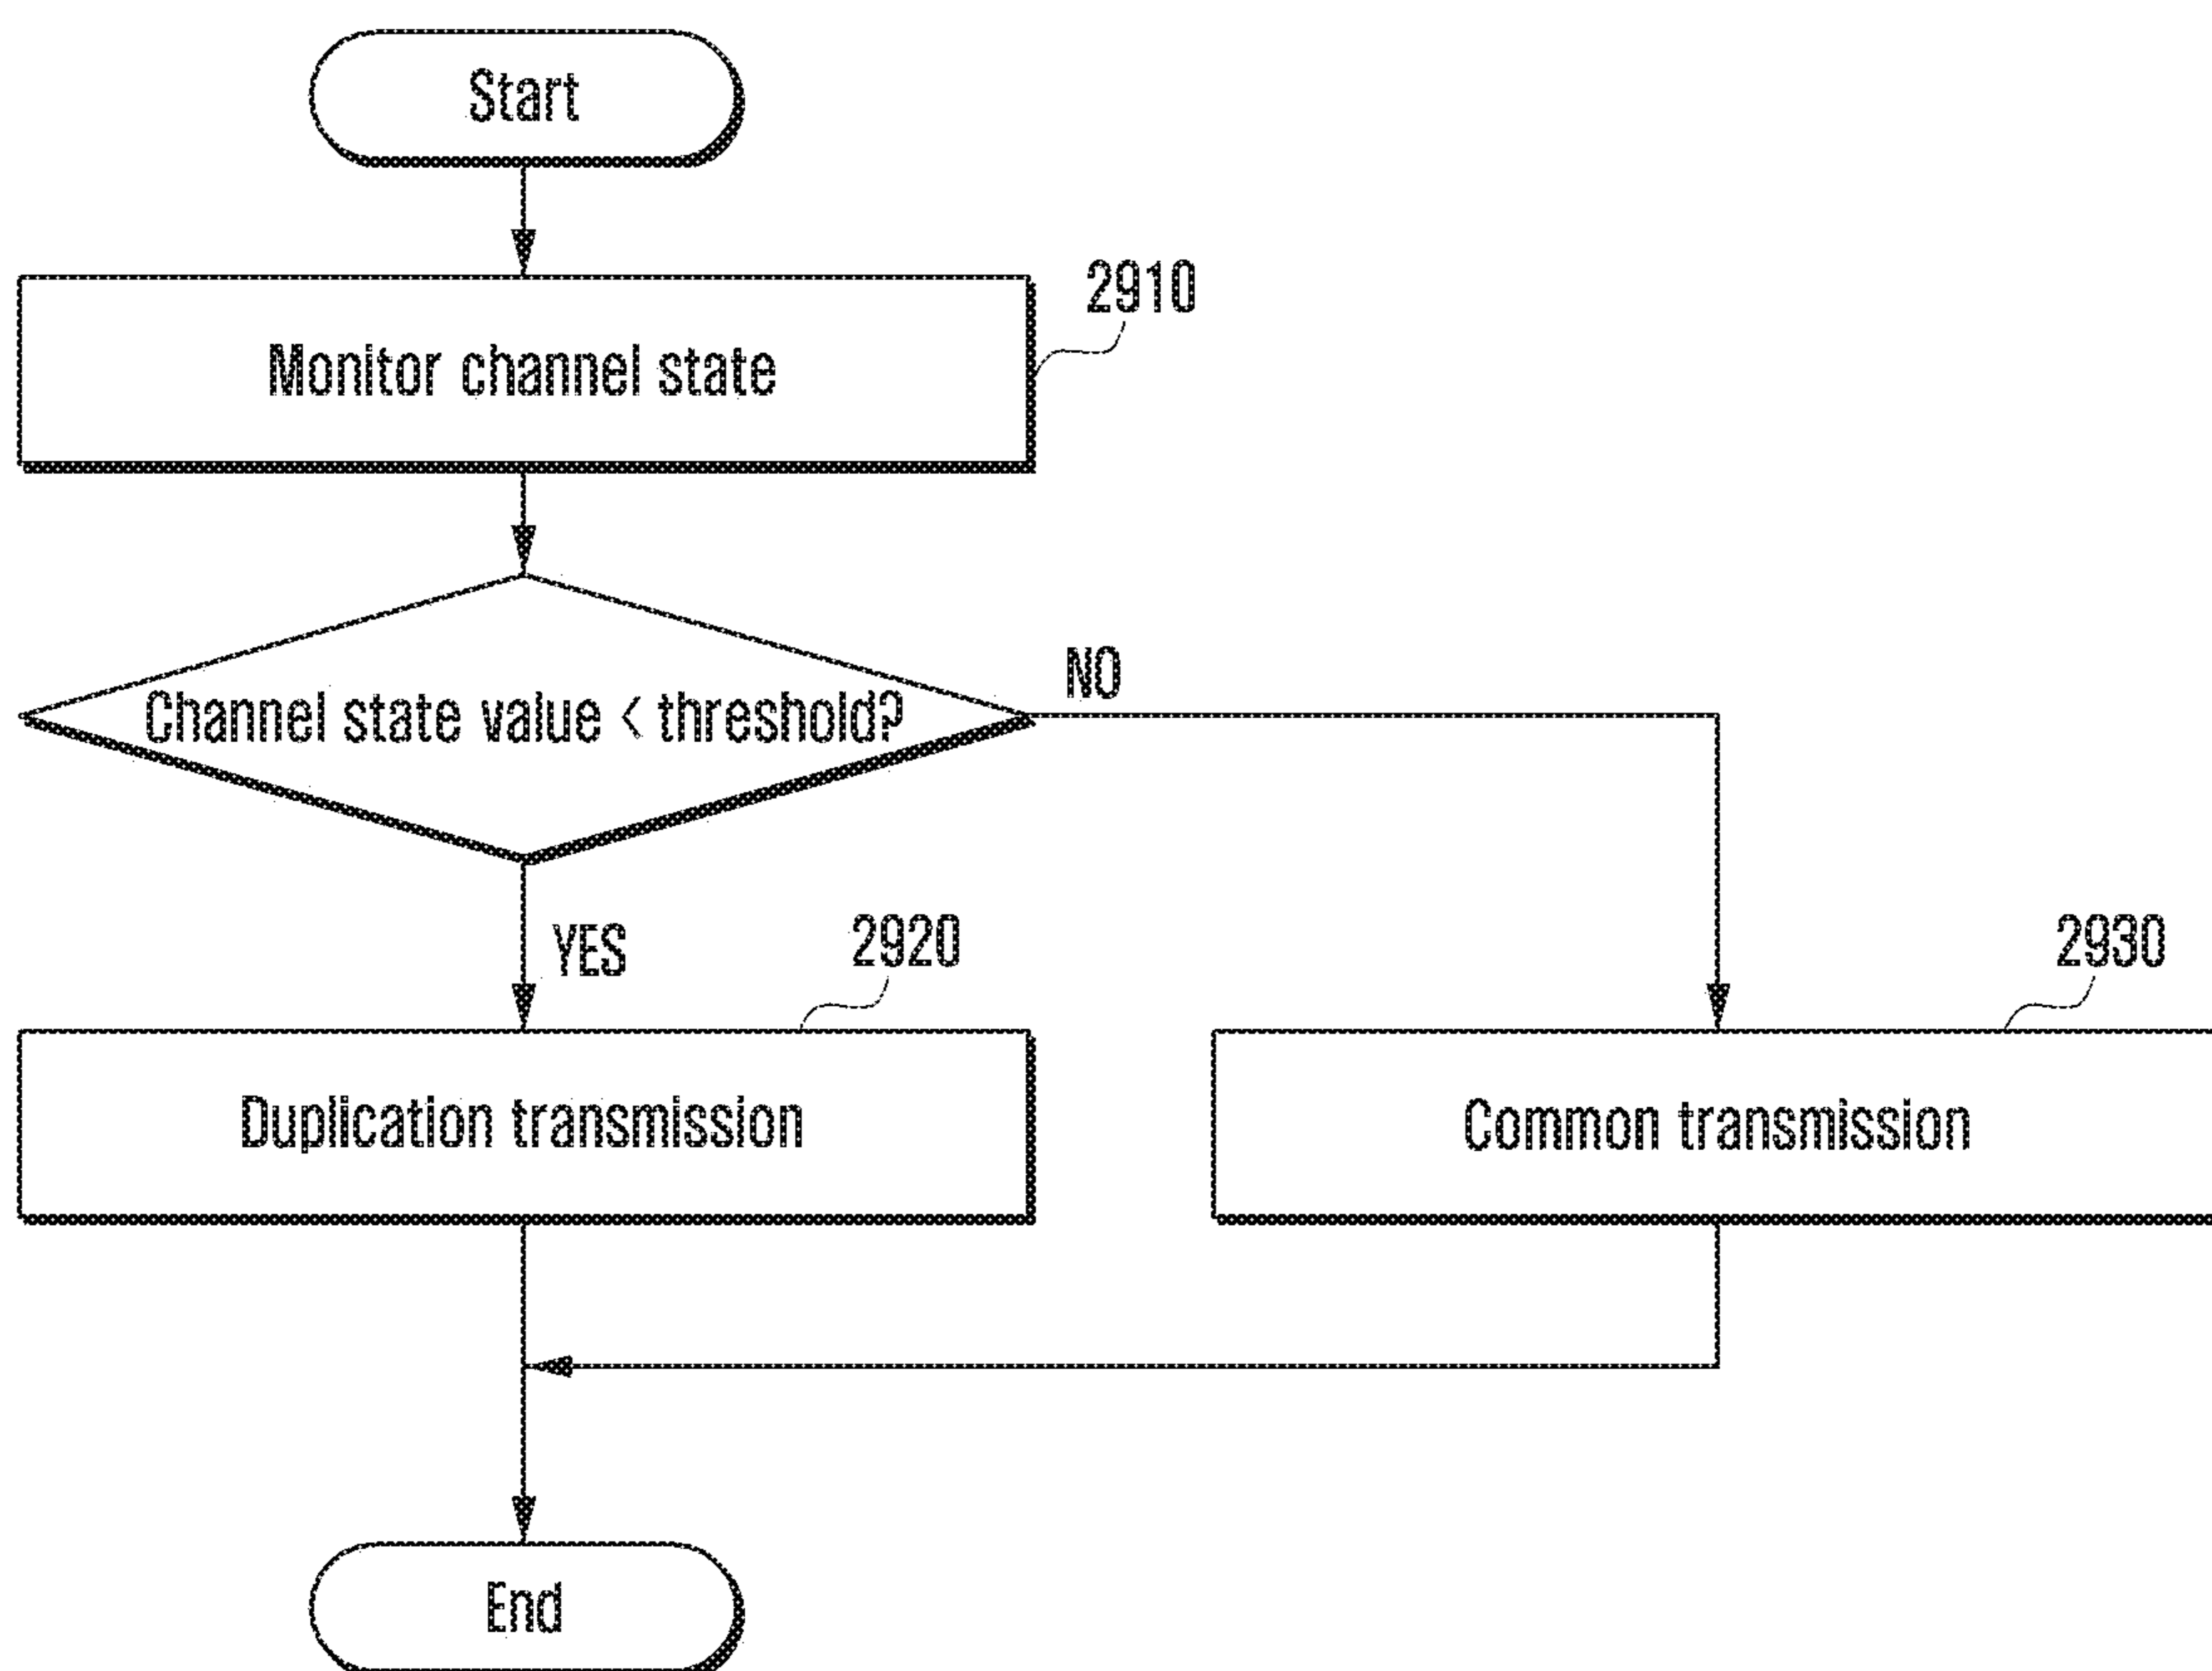 Start
2910
Monitor channel state
Channel state value < threshold?
NO
YES
2920
2930
Duplication transmission
Common transmission
End